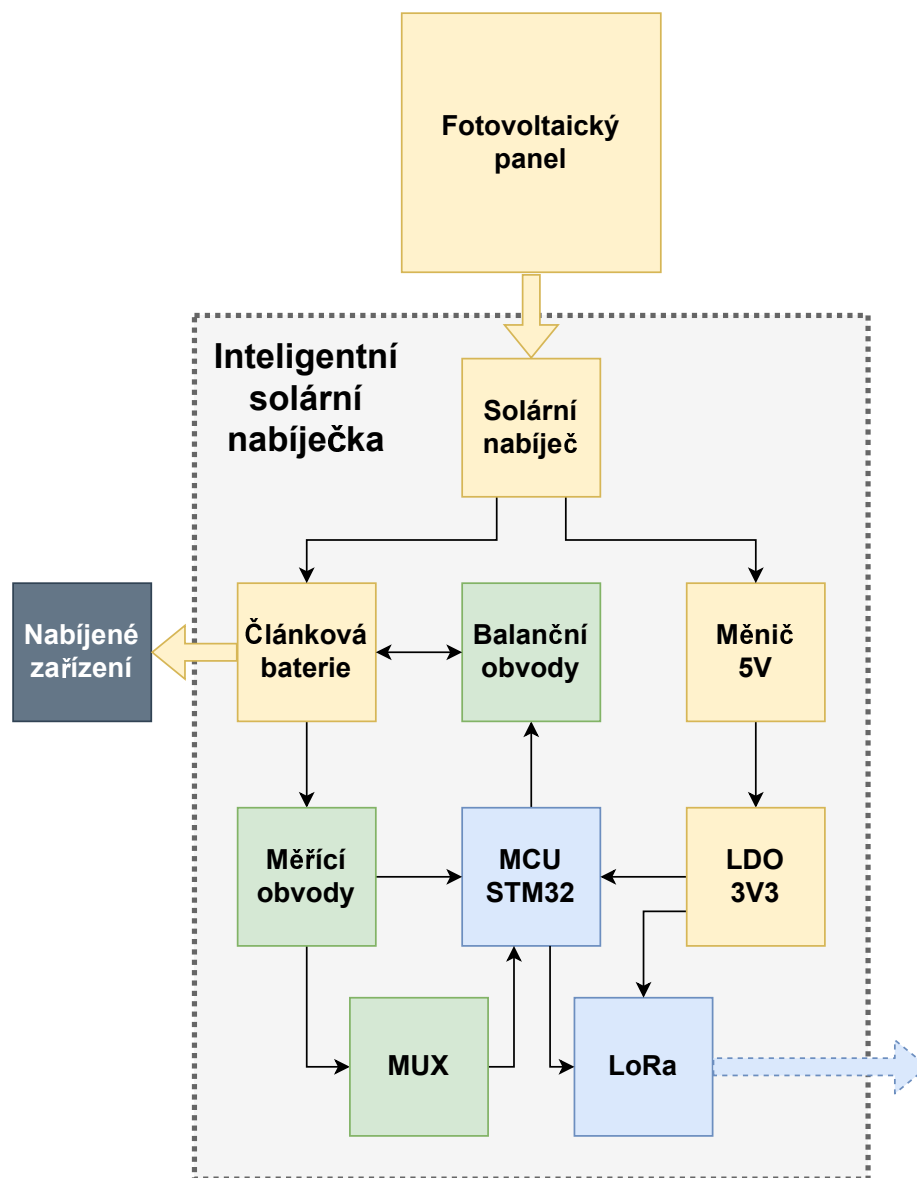 Fotovoltaický
panel
Inteligentní
solární
nabíječka
Solární
nabíječ
Nabíjené
zařízení
Článková
baterie
Balanční
obvody
Měnič
5V
Měřící
obvody
MCU
STM32
LDO
3V3
MUX
LoRa